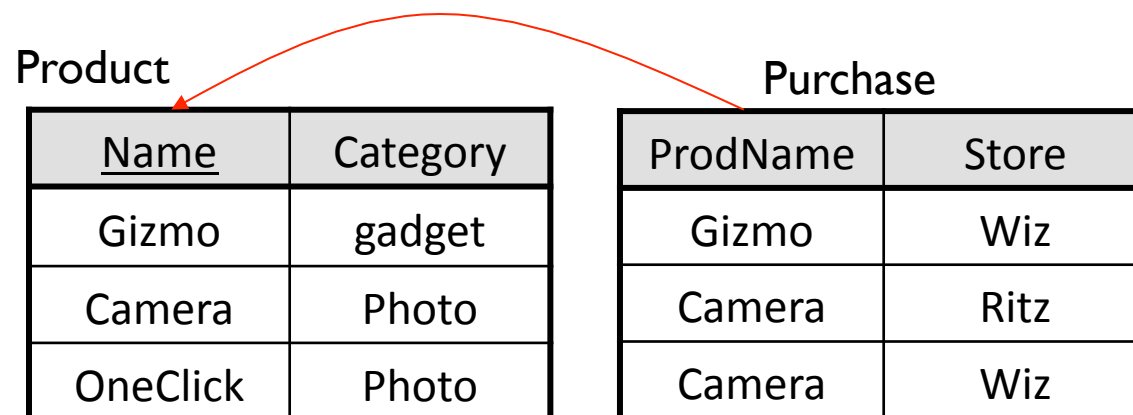 Product
Name Category
Gizmo gadget
Camera Photo
OneClick Photo
Purchase
ProdName Store
Gizmo Wiz
Camera Ritz
Camera Wiz